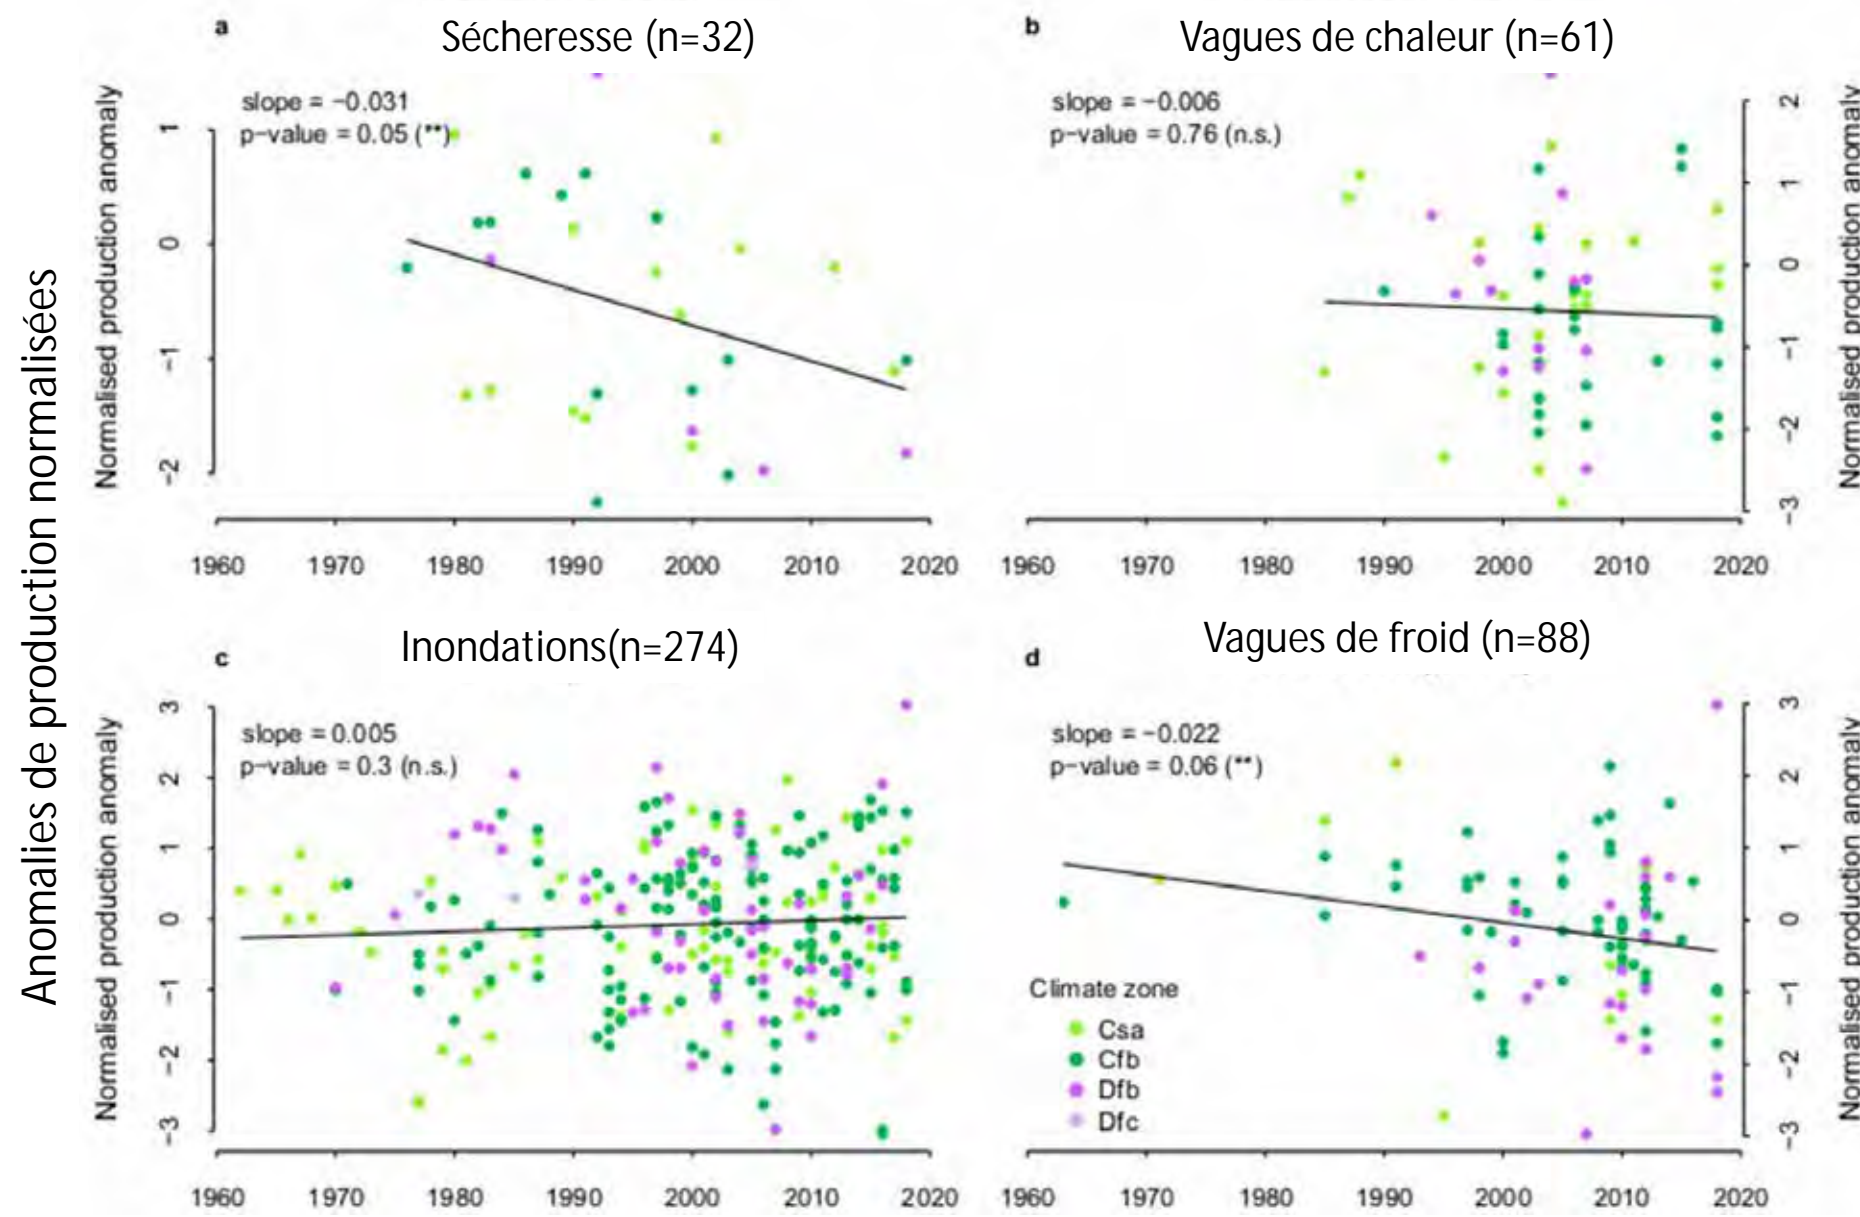 Anomalies de production normalisées
a
Sécheresse (n=32)
slope = −0.031
p−value = 0.05 (**)
Normalised production anomaly
1
0
−1
−2
1960 1970 1980 1990 2000 2010 2020
b
Vagues de chaleur (n=61)
slope = −0.006
p−value = 0.76 (n.s.)
2
1
0
−1
−2
−3
Normalised production anomaly
1960 1970 1980 1990 2000 2010 2020
c
Inondations(n=274)
slope = 0.005
p−value = 0.3 (n.s.)
Normalised production anomaly
3
2
1
0
−1
−2
−3
1960 1970 1980 1990 2000 2010 2020
d
Vagues de froid (n=88)
slope = −0.022
p−value = 0.06 (**)
Climate zone
Csa
Cfb
Dfb
Dfc
3
2
1
0
−1
−2
−3
Normalised production anomaly
1960 1970 1980 1990 2000 2010 2020